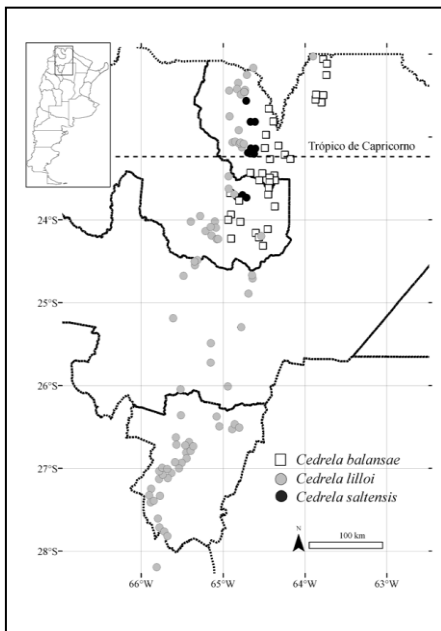 Trópico de Capricorno
24°S
25°S
26°S
27°S
28°S
Cedrela balansae
Cedrela lilloi
Cedrela saltensis
N
100 km
66°W
65°W
64°W
63°W